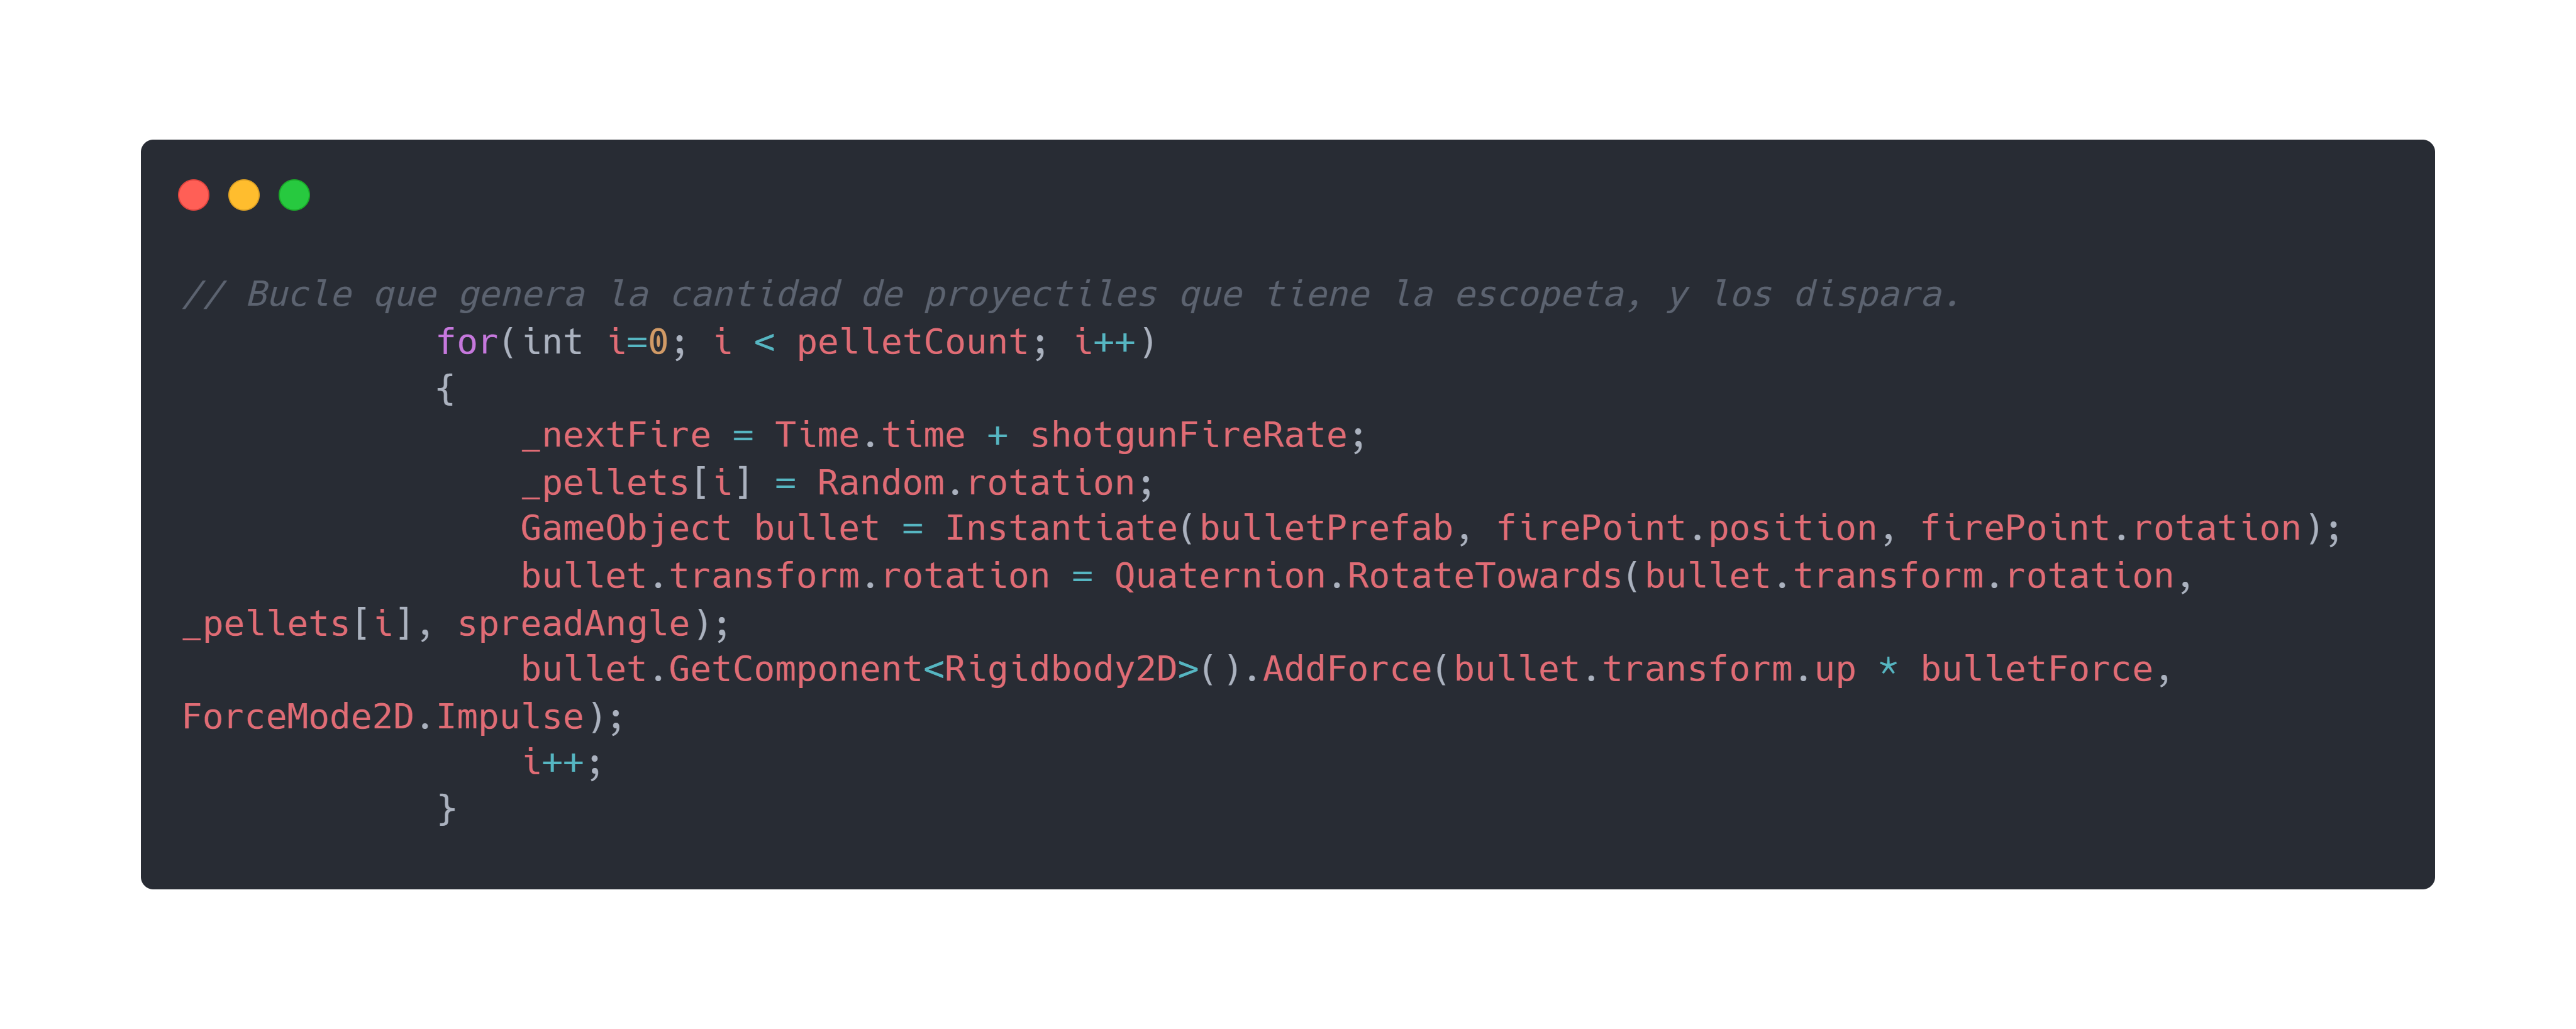 // Bucle que genera la cantidad de proyectiles que tiene la escopeta, y los dispara.
            for(int i=0; i < pelletCount; i++)
            {
                _nextFire = Time.time + shotgunFireRate;
                _pellets[i] = Random.rotation;
                GameObject bullet = Instantiate(bulletPrefab, firePoint.position, firePoint.rotation);
                bullet.transform.rotation = Quaternion.RotateTowards(bullet.transform.rotation,
_pellets[i], spreadAngle);
                bullet.GetComponent<Rigidbody2D>().AddForce(bullet.transform.up * bulletForce,
ForceMode2D.Impulse);
                i++;
            }